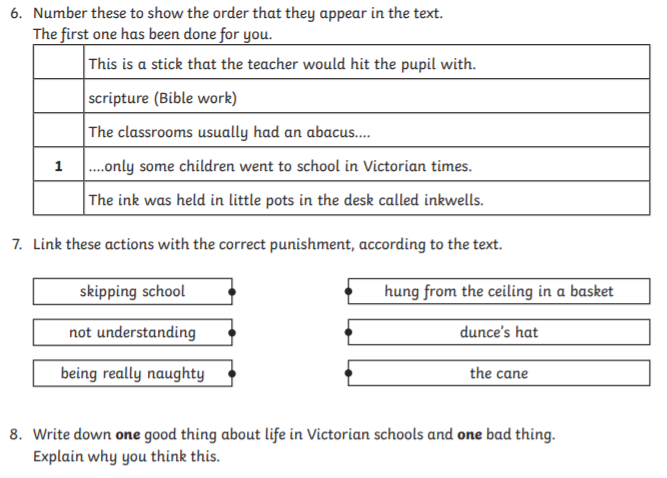 6. Number these to show the order that they appear in the text.
The first one has been done for you.
This is a stick that the teacher would hit the pupil with.
scripture (Bible work)
The classrooms usually had an abacus....
1 ....only some children went to school in Victorian times.
The ink was held in little pots in the desk called inkwells.
7. Link these actions with the correct punishment, according to the text.
skipping school hung from the ceiling in a basket
not understanding dunce's hat
being really naughty the cane
8. Write down one good thing about life in Victorian schools and one bad thing.
Explain why you think this.